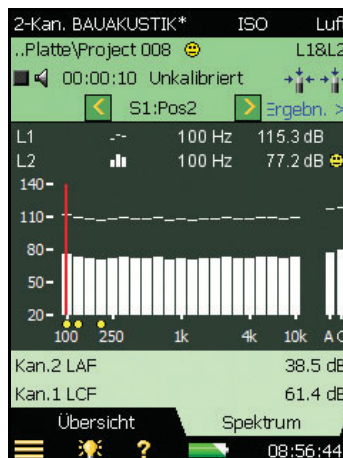 2-Kan. BAUAKUSTIK* ISO Luf
..Platte\Project 008 L1&L2
00:00:10 Unkalibriert
< S1:Pos2 > Ergebn. >
L1 100 Hz 115.3 dB
L2 100 Hz 77.2 dB
140
110
80
50
20
100 250 1k 4k 10k A C
Kan.2 LAF 38.5 dB
Kan.1 LCF 61.4 dB
Übersicht Spektrum
? 08:56:44